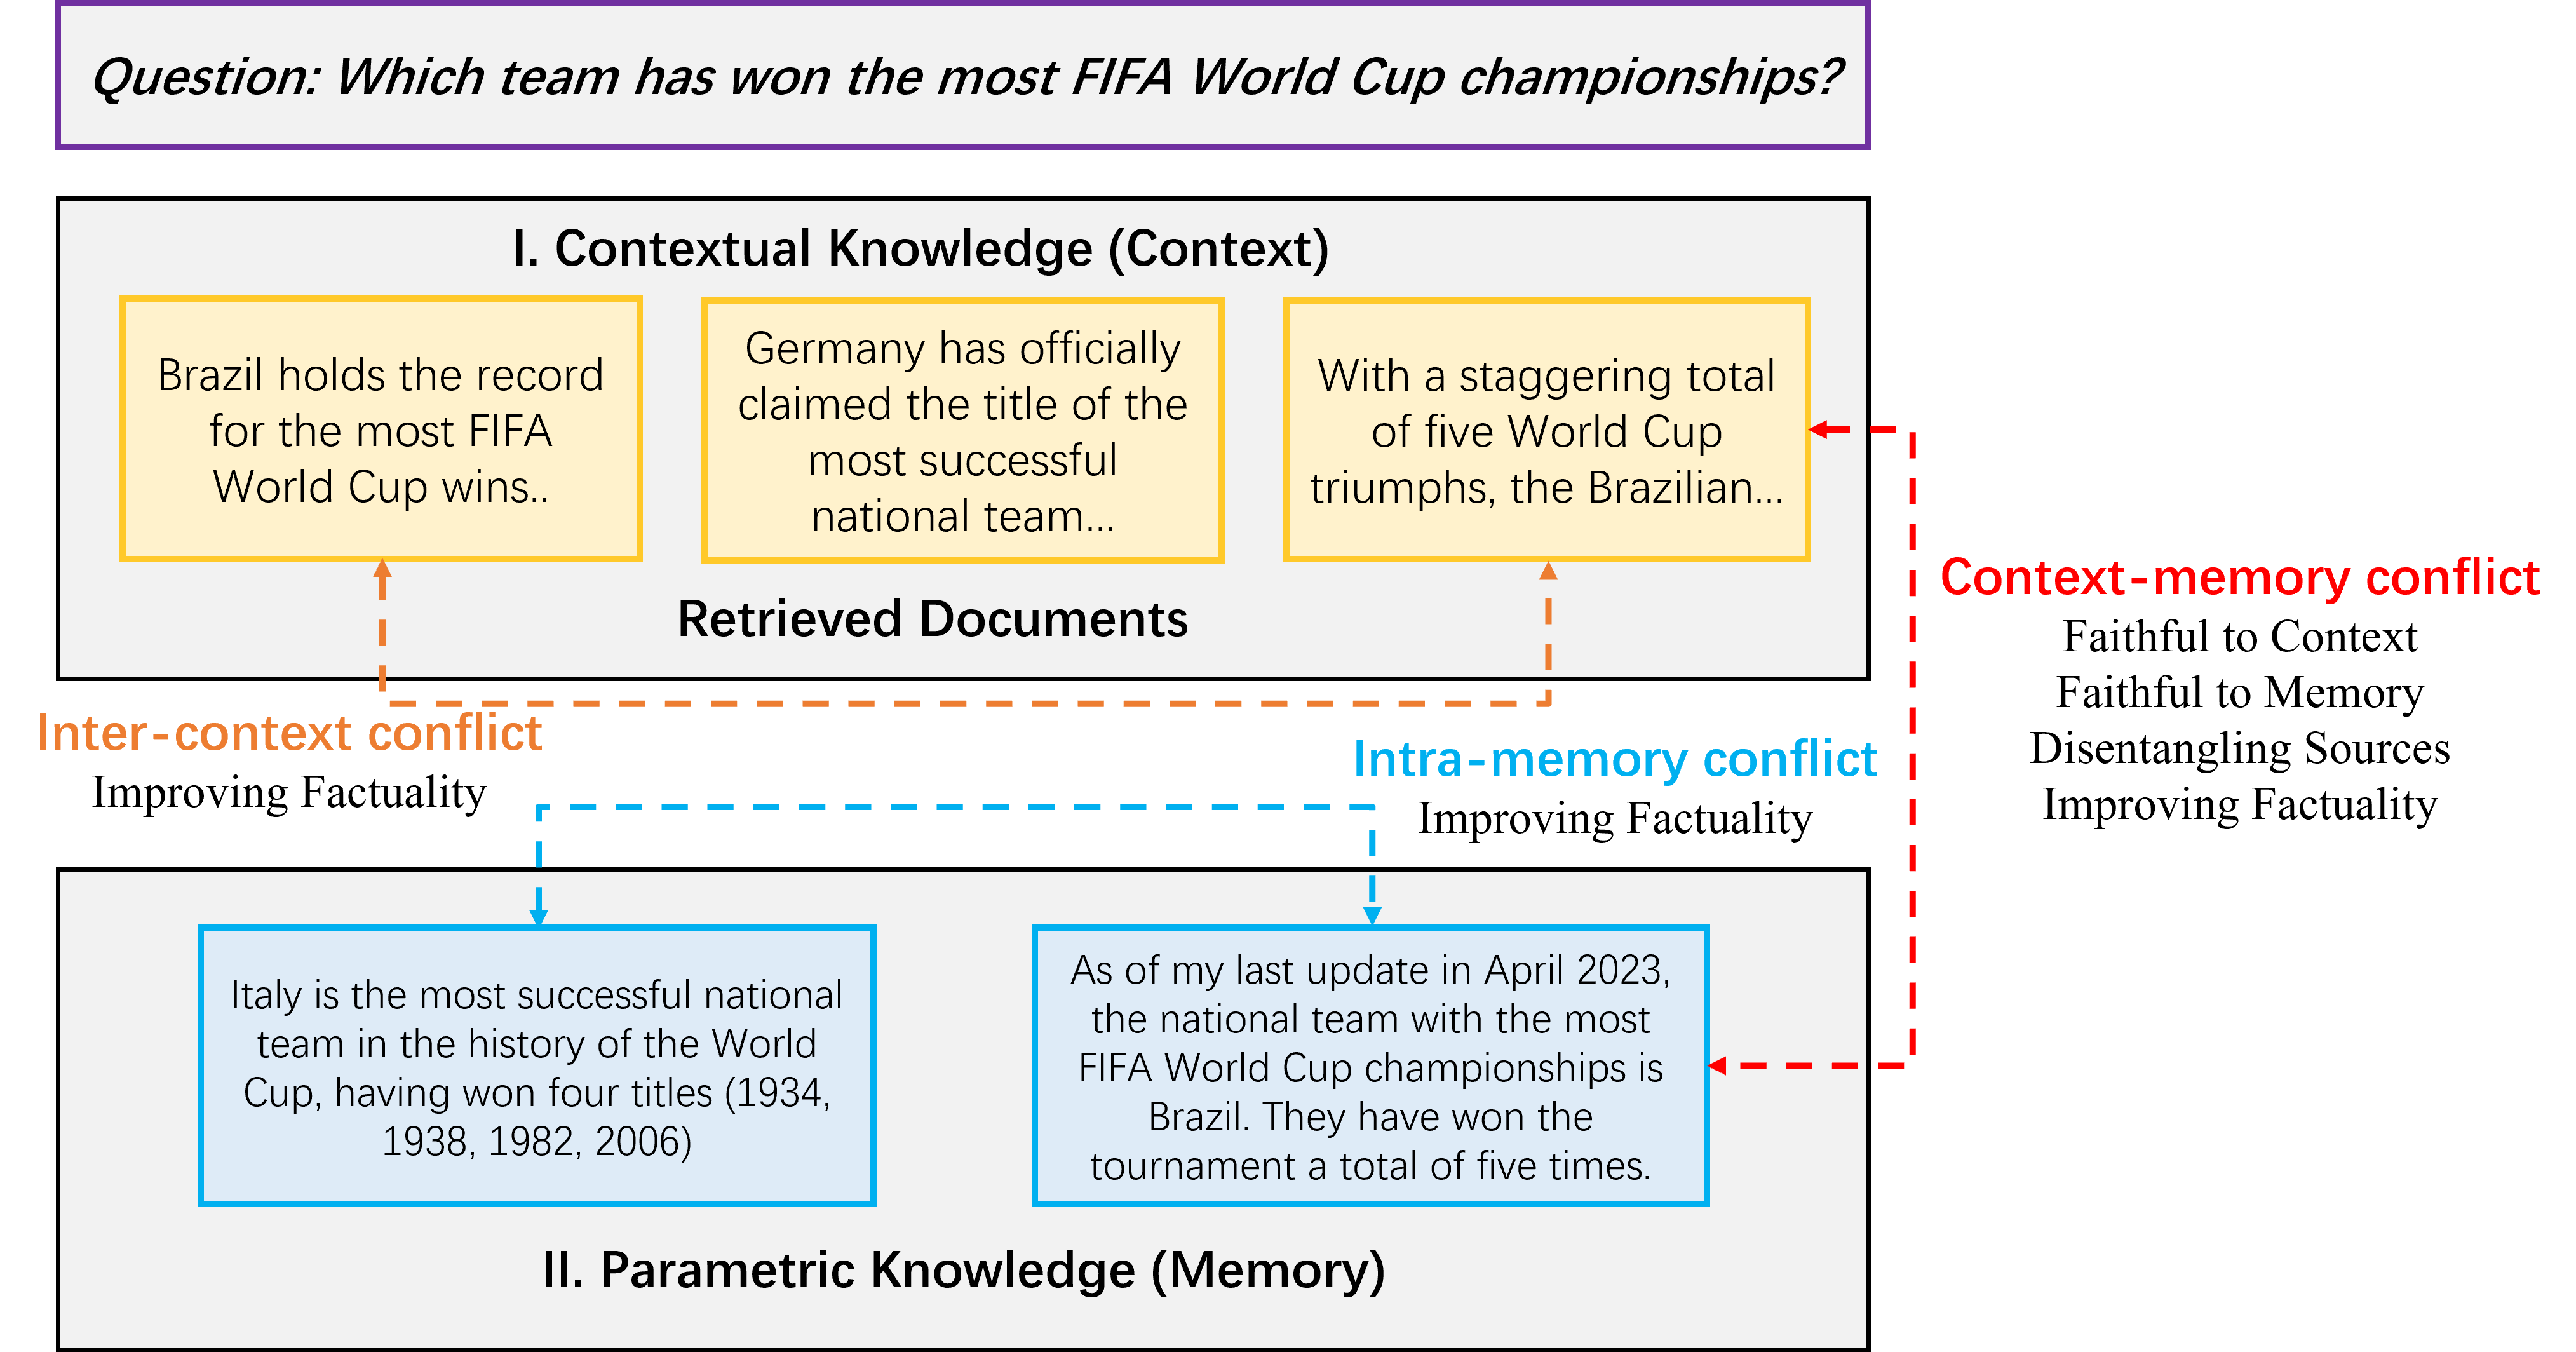 Question: Which team has won the most FIFA World Cup championships?
I. Contextual Knowledge (Context)
Brazil holds the record
for the most FIFA
World Cup wins..
Germany has officially
claimed the title of the
most successful
national team...
With a staggering total
of five World Cup
triumphs, the Brazilian...
Retrieved Documents
Context-memory conflict
Faithful to Context
Faithful to Memory
Disentangling Sources
Improving Factuality
Inter-context conflict
Improving Factuality
Intra-memory conflict
Improving Factuality
Italy is the most successful national
team in the history of the World
Cup, having won four titles (1934,
1938, 1982, 2006)
As of my last update in April 2023,
the national team with the most
FIFA World Cup championships is
Brazil. They have won the
tournament a total of five times.
II. Parametric Knowledge (Memory)